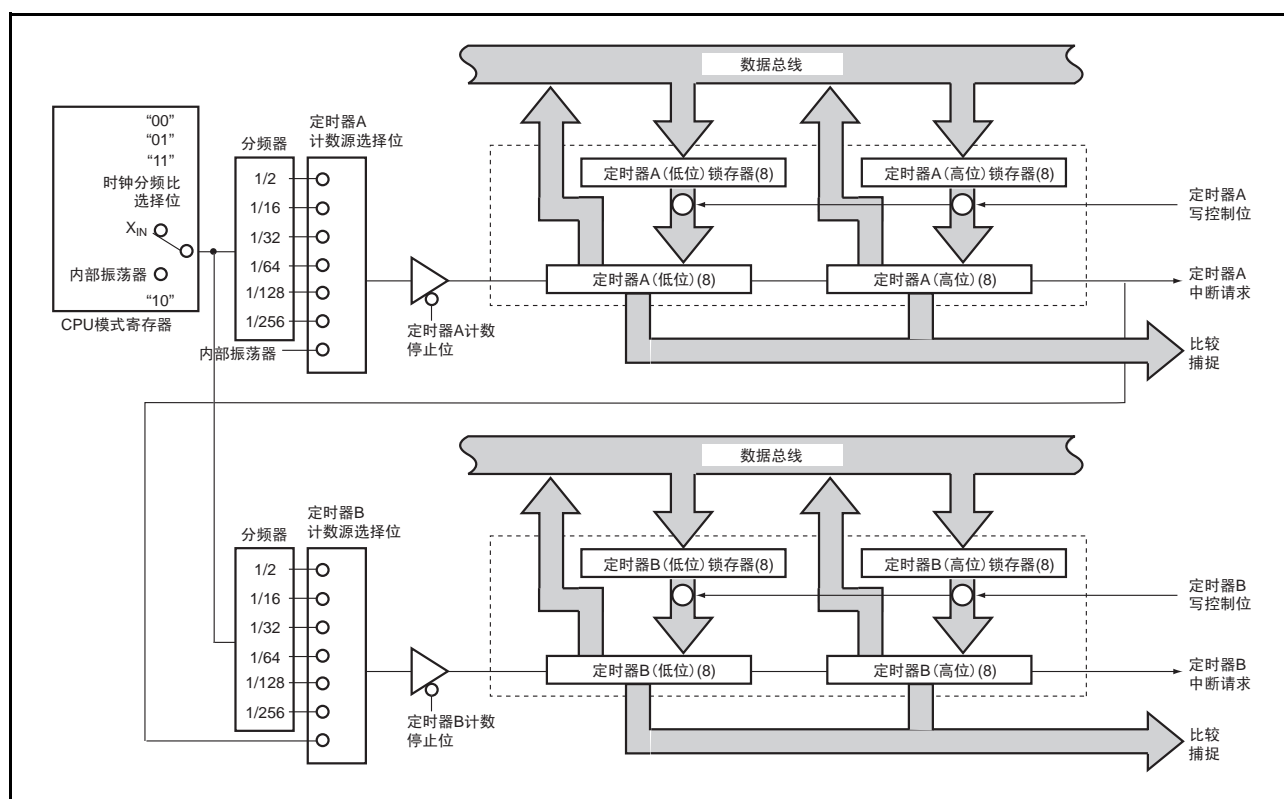 数据总线
“00”
“01”
“11”
时钟分频比
选择位
XIN
内部振荡器
“10”
CPU模式寄存器
分频器
1/2
1/16
1/32
1/64
1/128
1/256
内部振荡器
定时器A
计数源选择位
定时器A计数
停止位
定时器A(低位)锁存器(8)
定时器A(高位)锁存器(8)
定时器A
写控制位
定时器A(低位)(8)
定时器A(高位)(8)
定时器A
中断请求
比较
捕捉
数据总线
分频器
1/2
1/16
1/32
1/64
1/128
1/256
定时器B
计数源选择位
定时器B计数
停止位
定时器B(低位)锁存器(8)
定时器B(高位)锁存器(8)
定时器B
写控制位
定时器B(低位)(8)
定时器B(高位)(8)
定时器B
中断请求
比较
捕捉